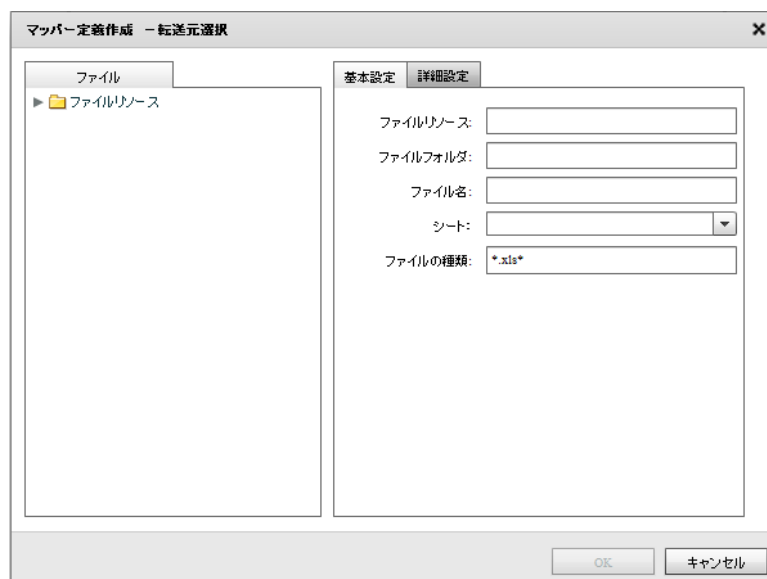 マッパー定義作成 －転送元選択
ファイル
ファイルリソース
基本設定
詳細設定
ファイルリソース:
ファイルフォルダ:
ファイル名:
シート:
ファイルの種類:
*.xls*
OK
キャンセル